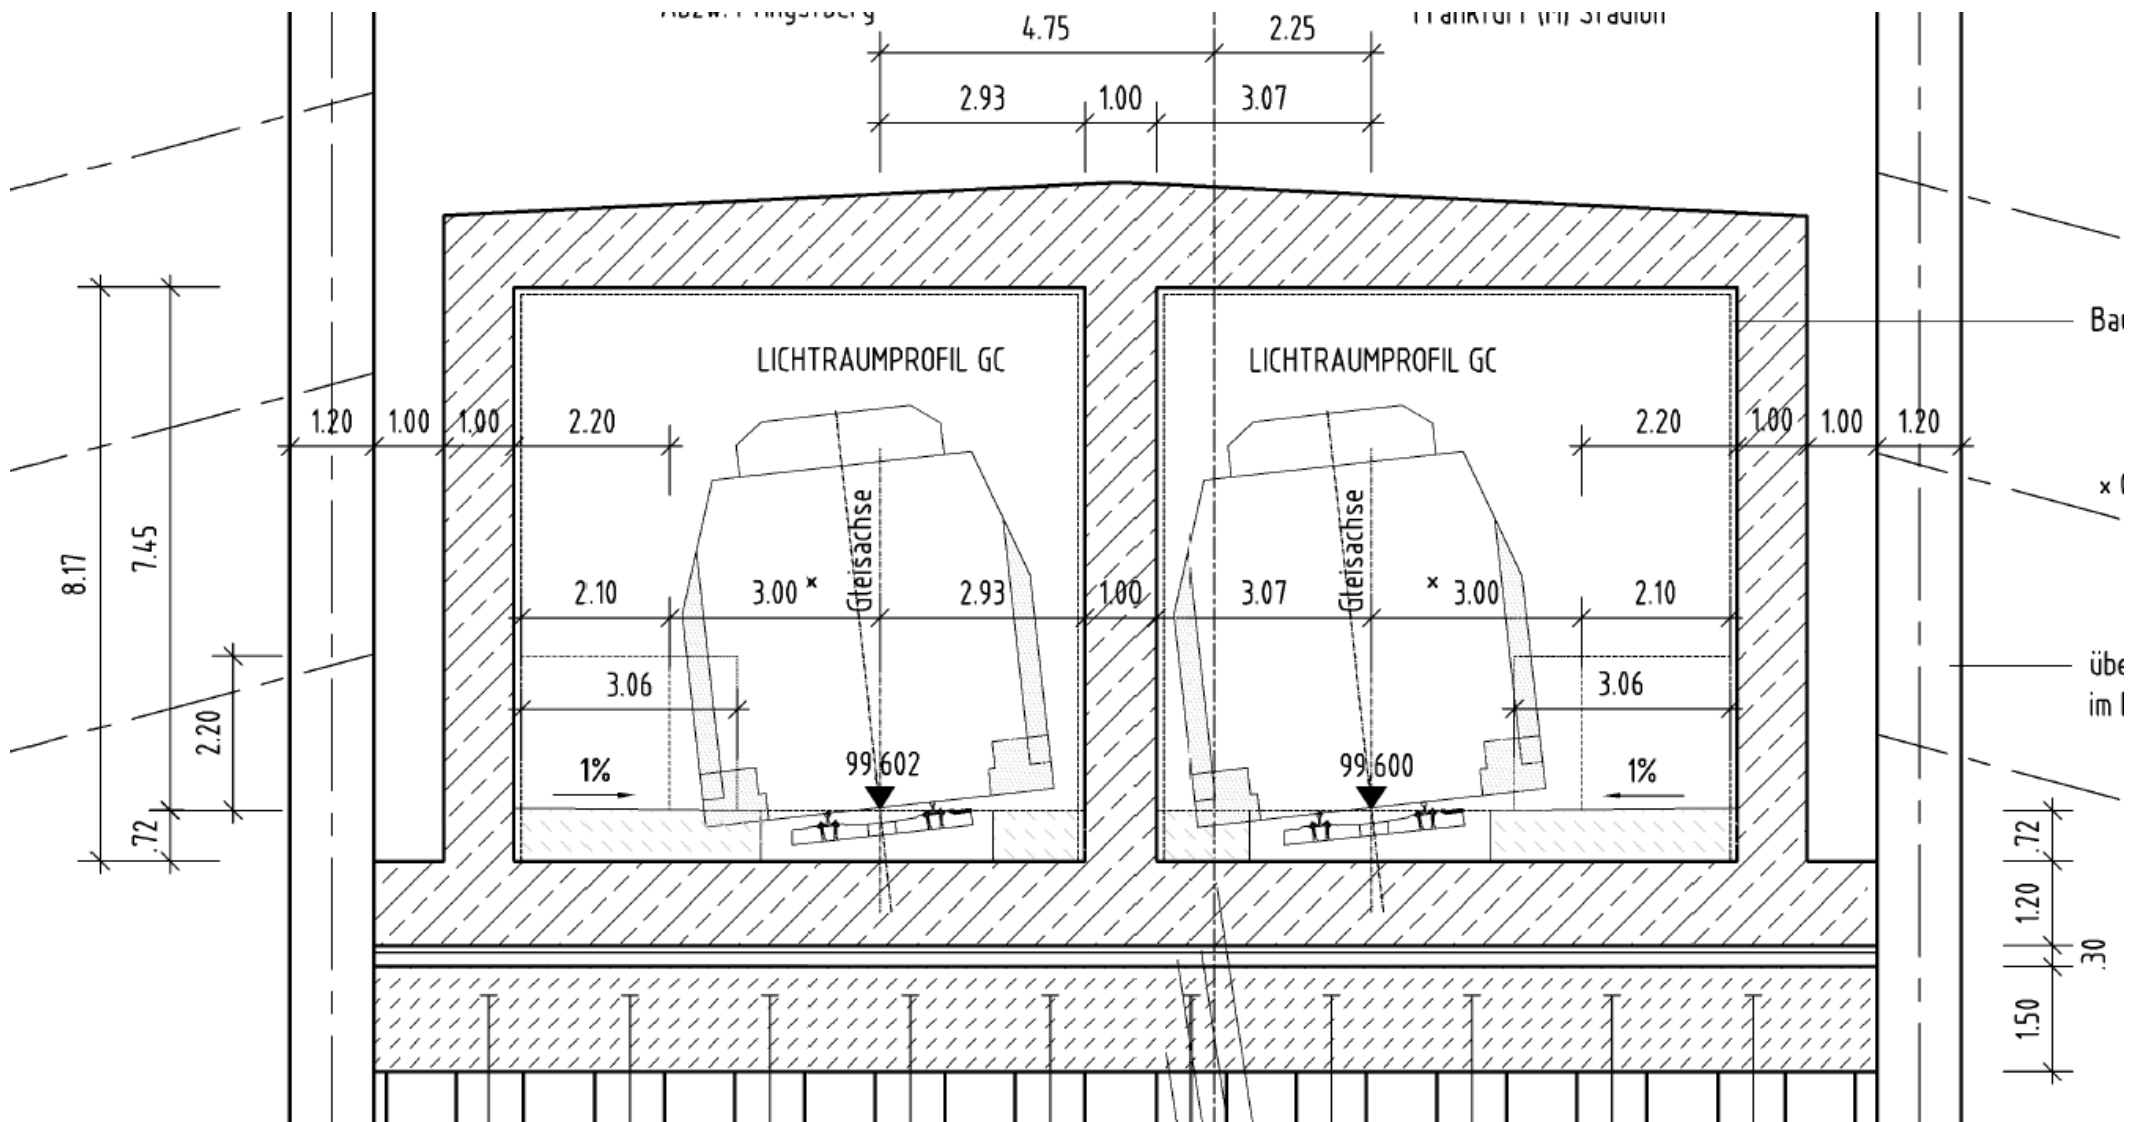 4.75 2.25
2.93 1.00 3.07
LICHTRAUMPROFIL GC LICHTRAUMPROFIL GC
1.20 1.00 1.00 2.20 2.20 1.00 1.00 1.20
8.17
7.45
Gleisachse
Gleisachse
2.10 3.00 x 2.93 1.00 3.07 x 3.00 2.10
2.20
3.06 3.06
im
1% 99.602 99.600 1%
.72 .72
1.20
.30
1.50